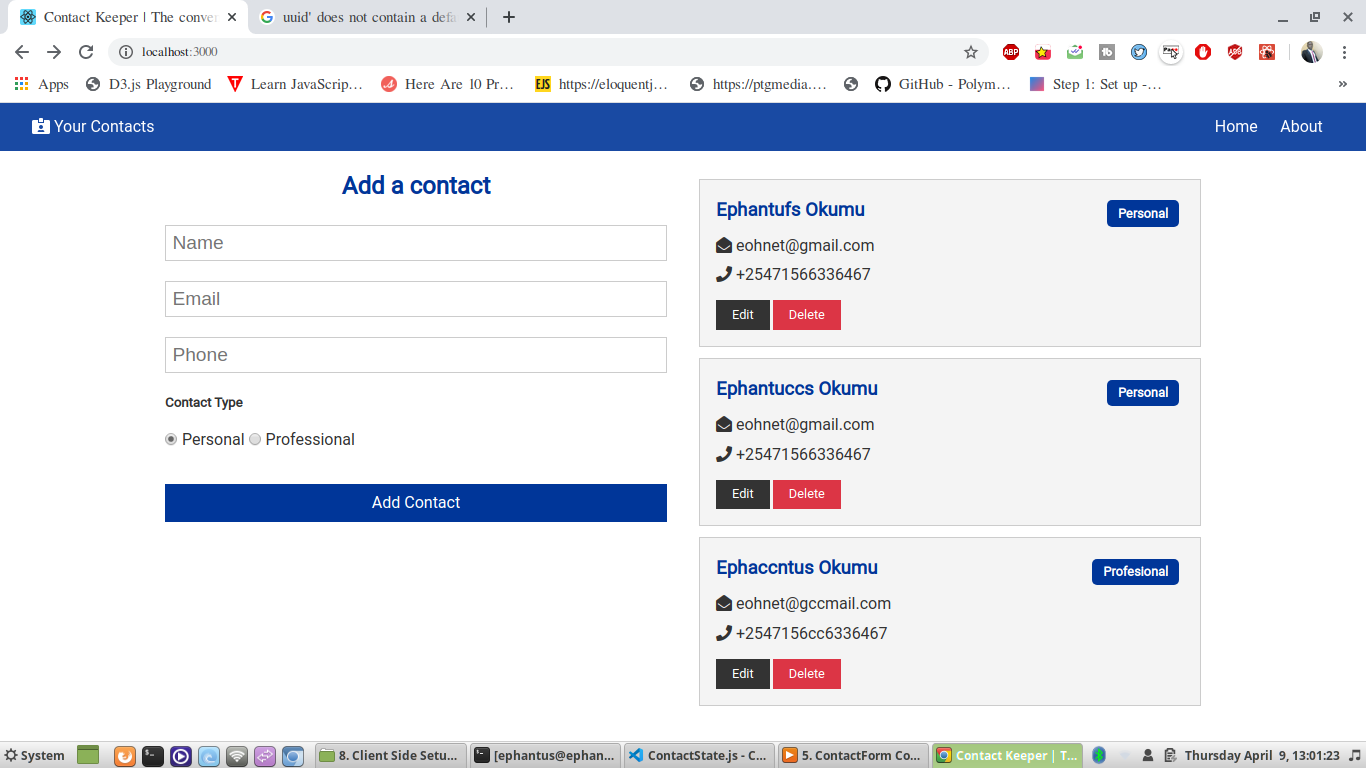 Contact Keeper | The conver
uuid' does not contain a defa
localhost:3000
Apps D3.js Playground Learn JavaScrip… Here Are 10 Pr… https://eloquentj… https://ptgmedia.… GitHub - Polym… Step 1: Set up -… »
Your Contacts Home About
Add a contact
Name
Email
Phone
Contact Type
Personal Professional
Add Contact
Ephantufs Okumu Personal
eohnet@gmail.com
+25471566336467
Edit Delete
Ephantuccs Okumu Personal
eohnet@gmail.com
+25471566336467
Edit Delete
Ephaccntus Okumu Profesional
eohnet@gccmail.com
+2547156cc6336467
Edit Delete
System 8. Client Side Setu... [ephantus@ephan... ContactState.js - C... 5. ContactForm Co... Contact Keeper | T... Thursday April 9, 13:01:23